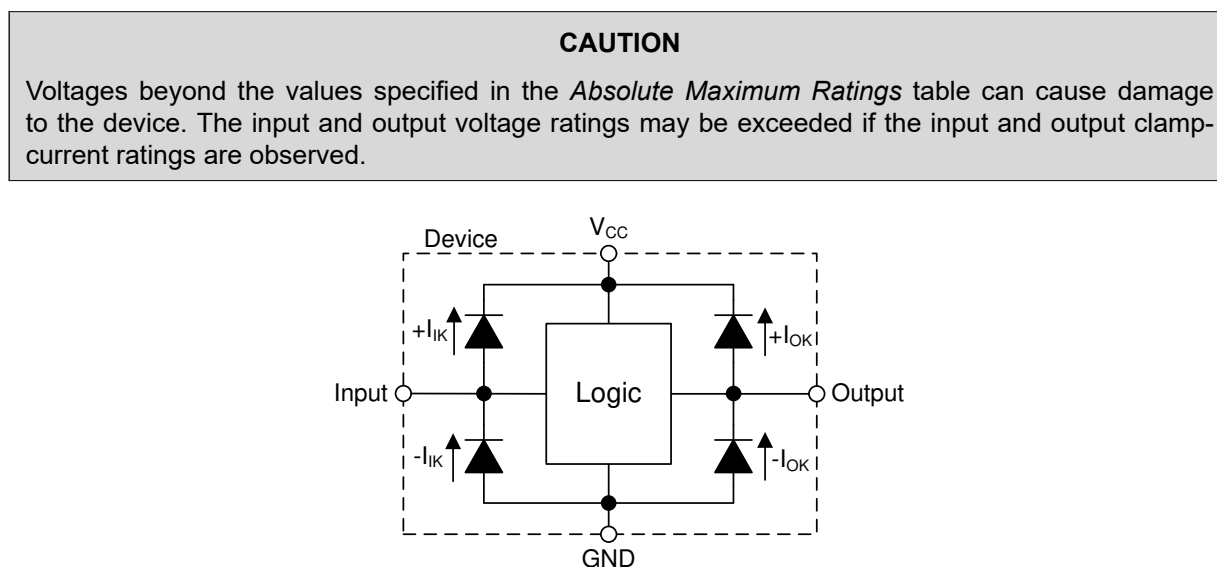 CAUTION
Voltages beyond the values specified in the Absolute Maximum Ratings table can cause damage
to the device. The input and output voltage ratings may be exceeded if the input and output clamp-
current ratings are observed.
VCC
Device
+IIK
+IOK
Input
Logic
Output
-IIK
-IOK
GND